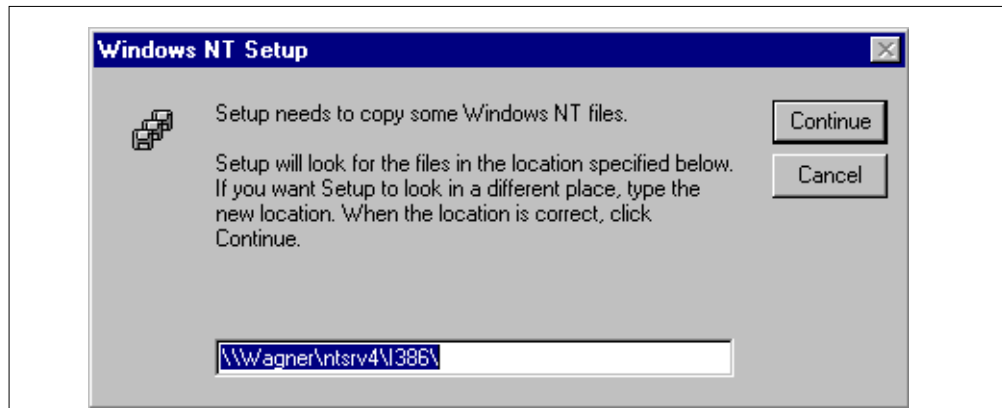 Windows NT Setup
Setup needs to copy some Windows NT files.
Continue
Setup will look for the files in the location specified below.
If you want Setup to look in a different place, type the
new location. When the location is correct, click
Continue.
Cancel
\\Wagner\ntsrv4\I386\